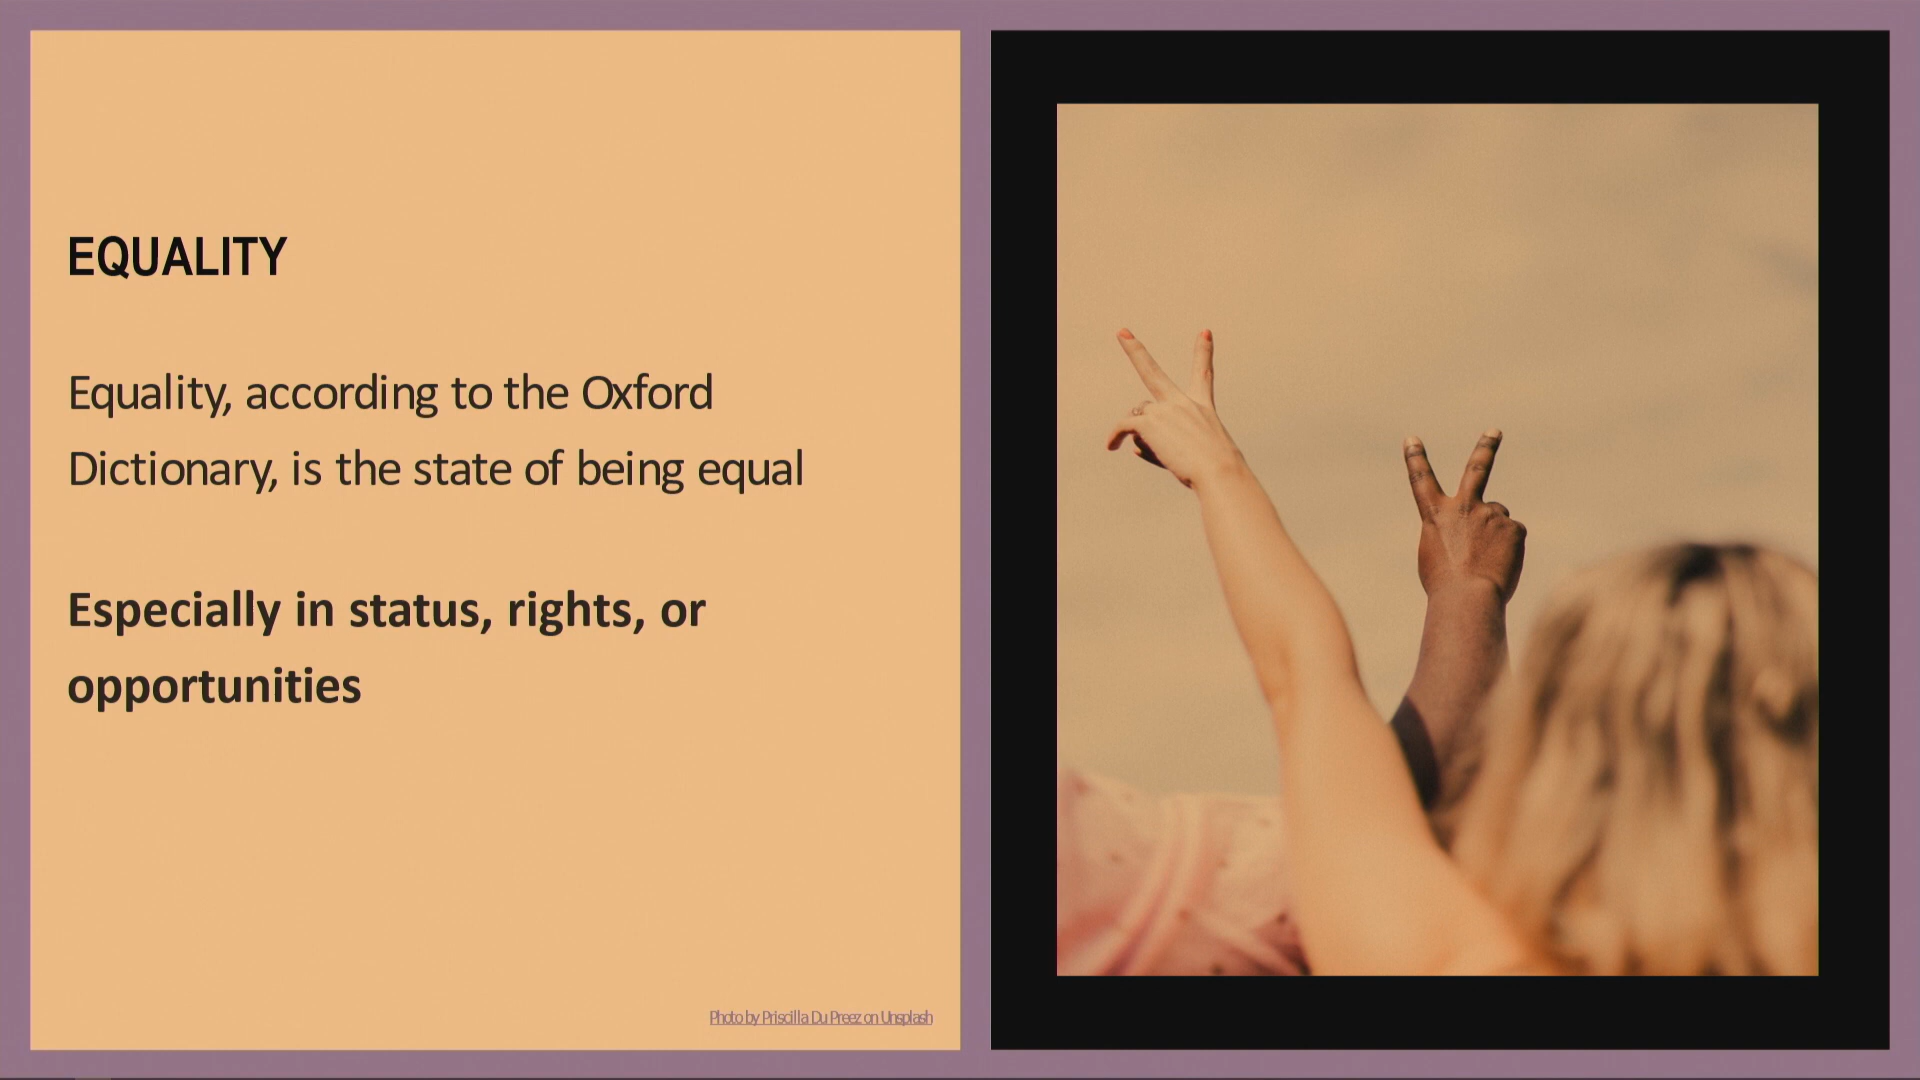 EQUALITY
Equality, according to the Oxford
Dictionary, is the state of being equal
Especially in status, rights, or
opportunities
Photo by Priscilla Du Preez on Unsplash